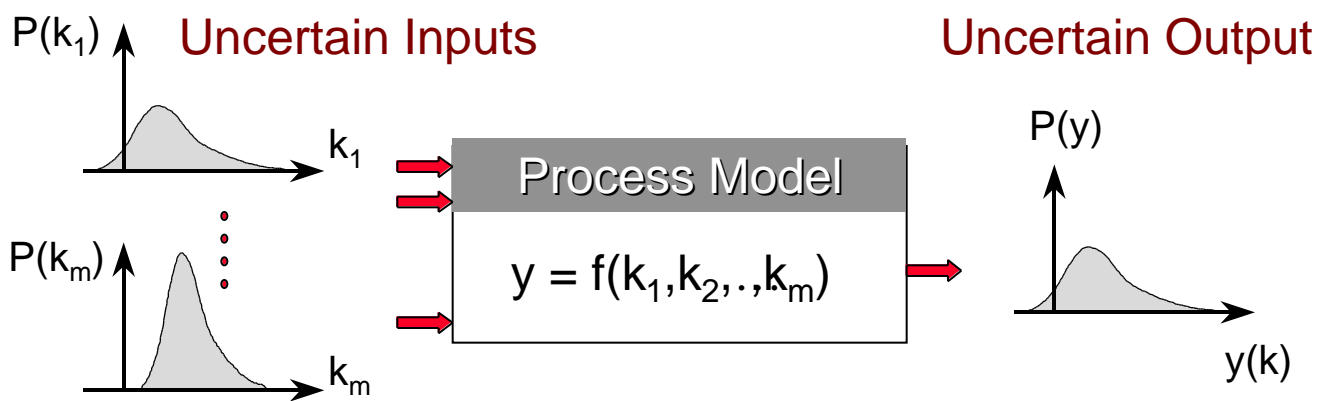 Uncertain Inputs
Uncertain Output
P(k₁)
k₁
P(kₘ)
kₘ
Process Model
y = f(k₁,k₂,.,.kₘ)
P(y)
y(k)